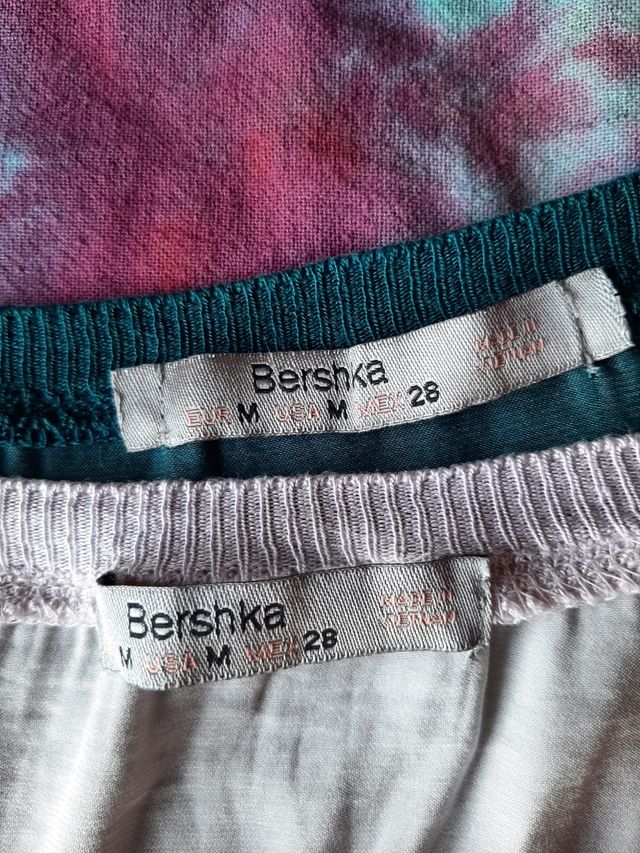 Bershka
EUR M USA M MEX 28
MADE IN
VIETNAM
Bershka
M USA M MEX 28
MADE IN
VIETNAM